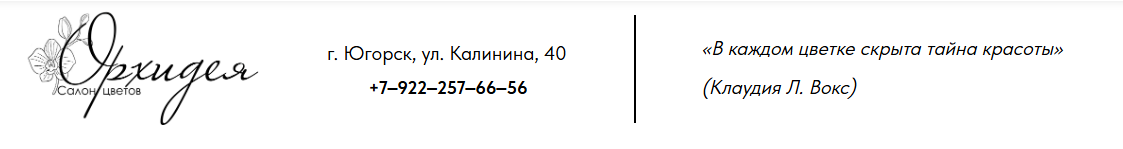 Орхидея
Салон цветов
г. Югорск, ул. Калинина, 40
+7‒922‒257‒66‒56
«В каждом цветке скрыта тайна красоты»
(Клаудия Л. Вокс)